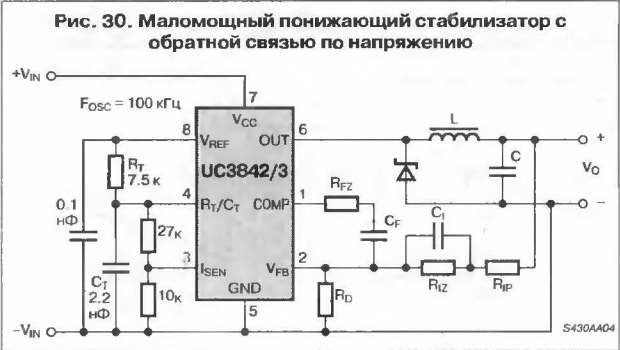 Рис. 30. Маломощный понижающий стабилизатор с
обратной связью по напряжению
+VIN
FOSC = 100 кГц
7
VCC
8
VREF
OUT
6
L
+
RT
7.5 к
UC3842/3
C
VO
4
RT/CT
COMP
1
RFZ
−
0.1
нФ
27к
CF
CI
3
ISEN
VFB
2
CT
2.2
нФ
10к
GND
RD
RIZ
RIP
5
−VIN
S430AA04